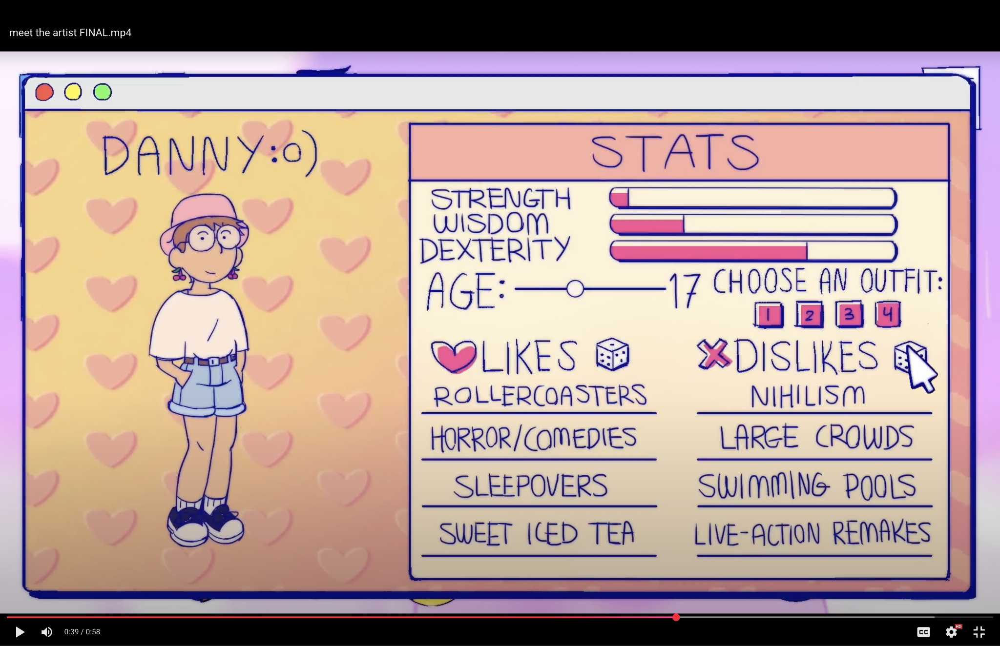 meet the artist FINAL.mp4
DANNY:o)
STATS
STRENGTH
WISDOM
DEXTERITY
AGE: 17
CHOOSE AN OUTFIT:
1 2 3 4
LIKES
ROLLERCOASTERS
HORROR/COMEDIES
SLEEPOVERS
SWEET ICED TEA
DISLIKES
NIHILISM
LARGE CROWDS
SWIMMING POOLS
LIVE-ACTION REMAKES
0:39 / 0:58
CC
HD